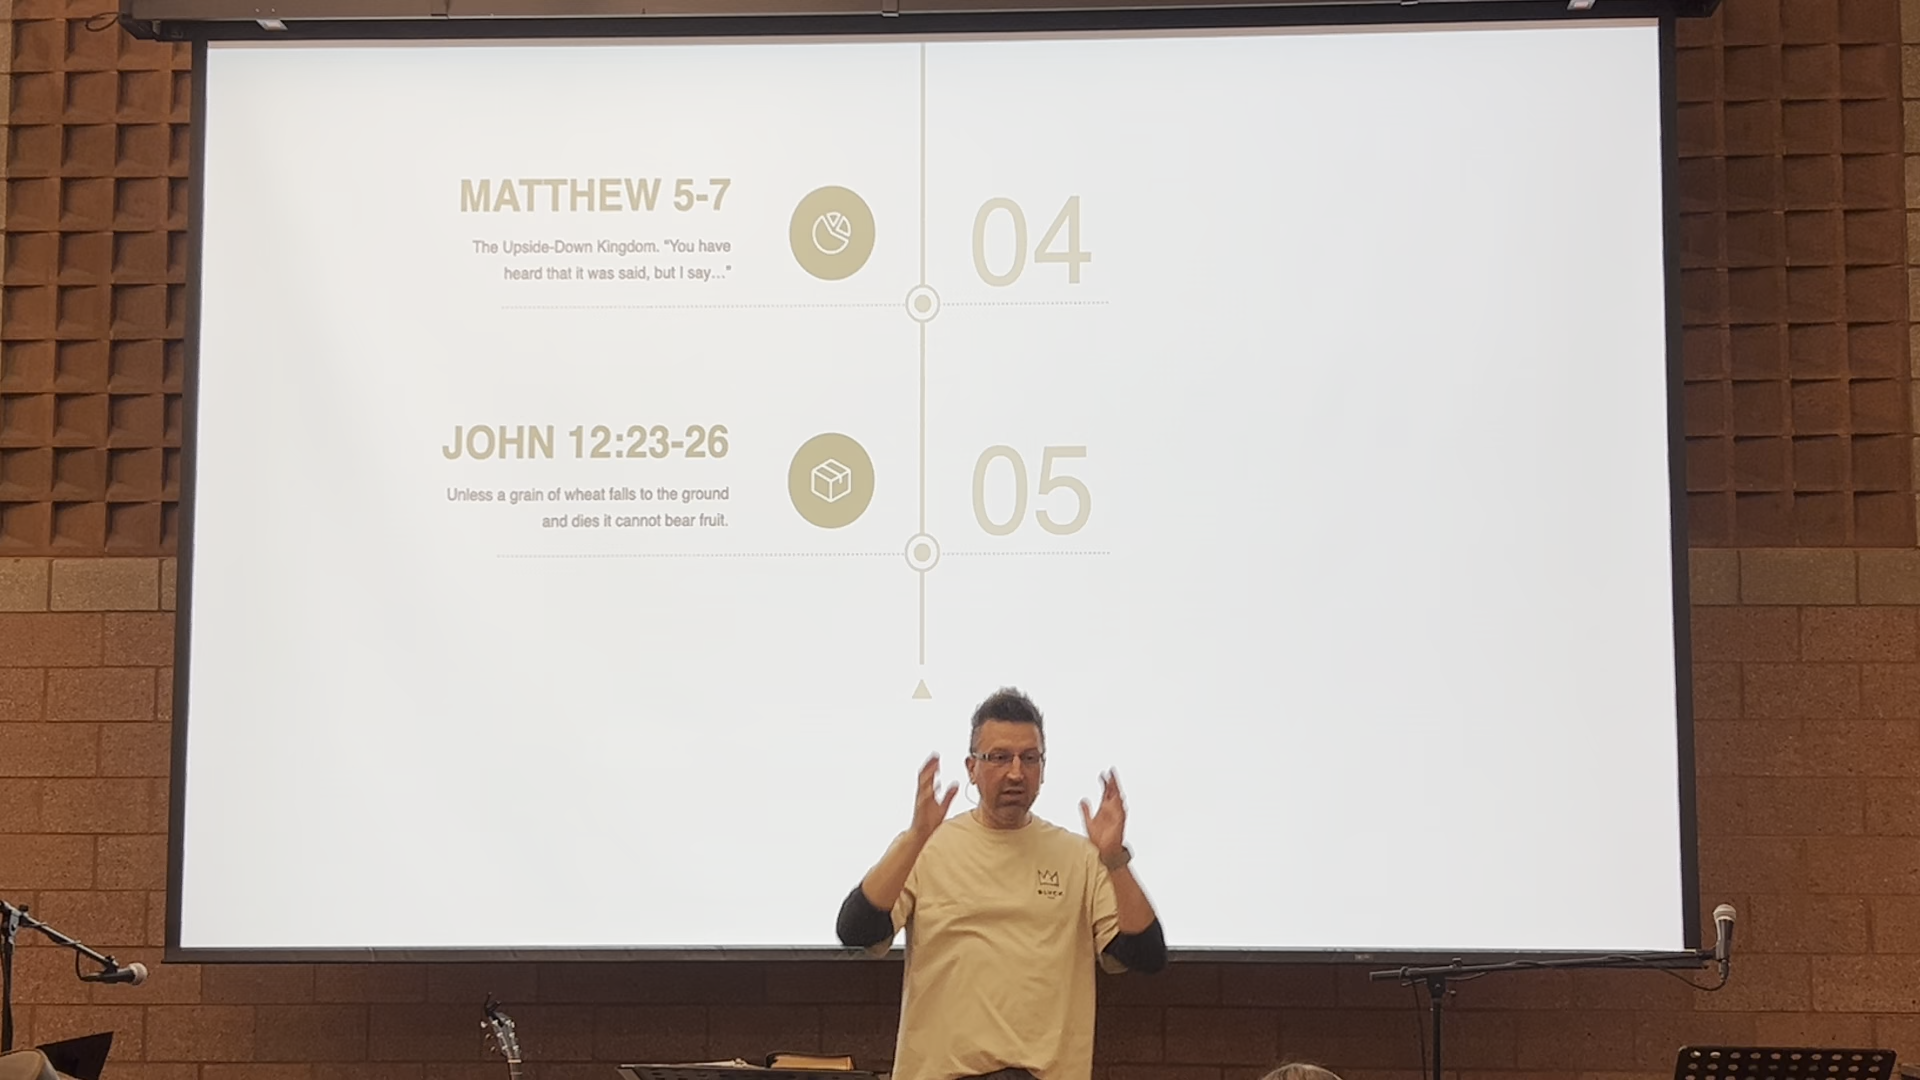 MATTHEW 5-7
The Upside-Down Kingdom. "You have
heard that it was said, but I say..."
04
JOHN 12:23-26
Unless a grain of wheat falls to the ground
and dies it cannot bear fruit.
05